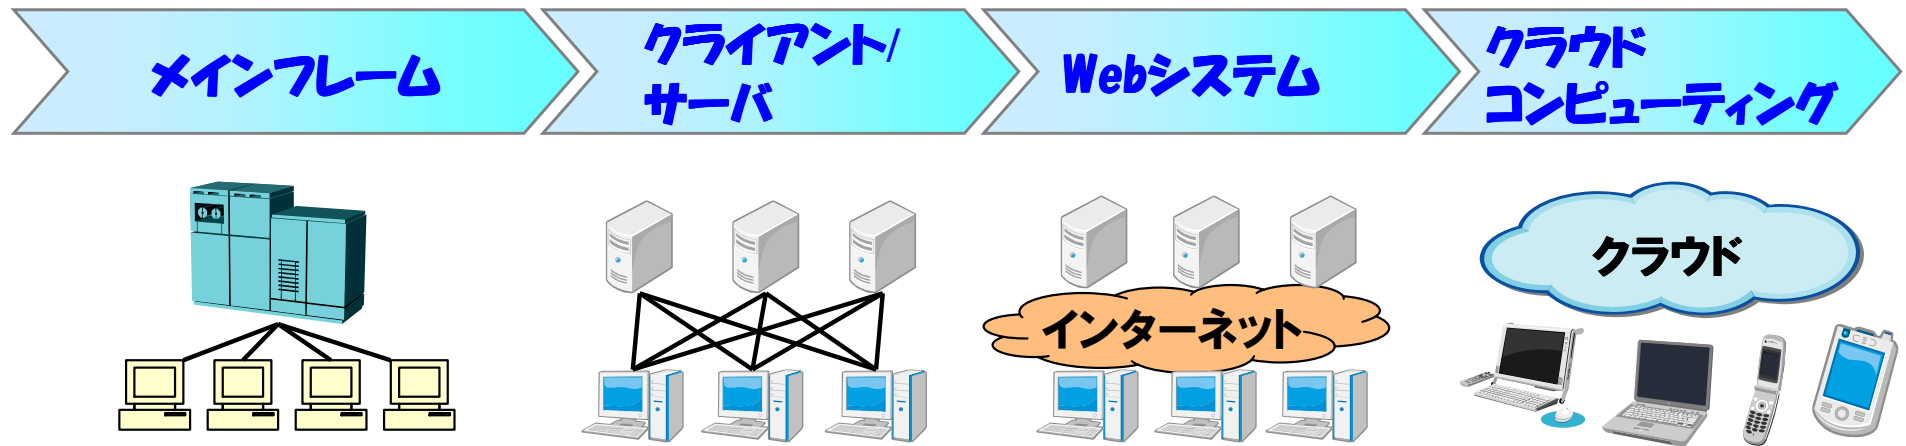 メインフレーム
クライアント/
サーバ
Webシステム
クラウド
コンピューティング
インターネット
クラウド